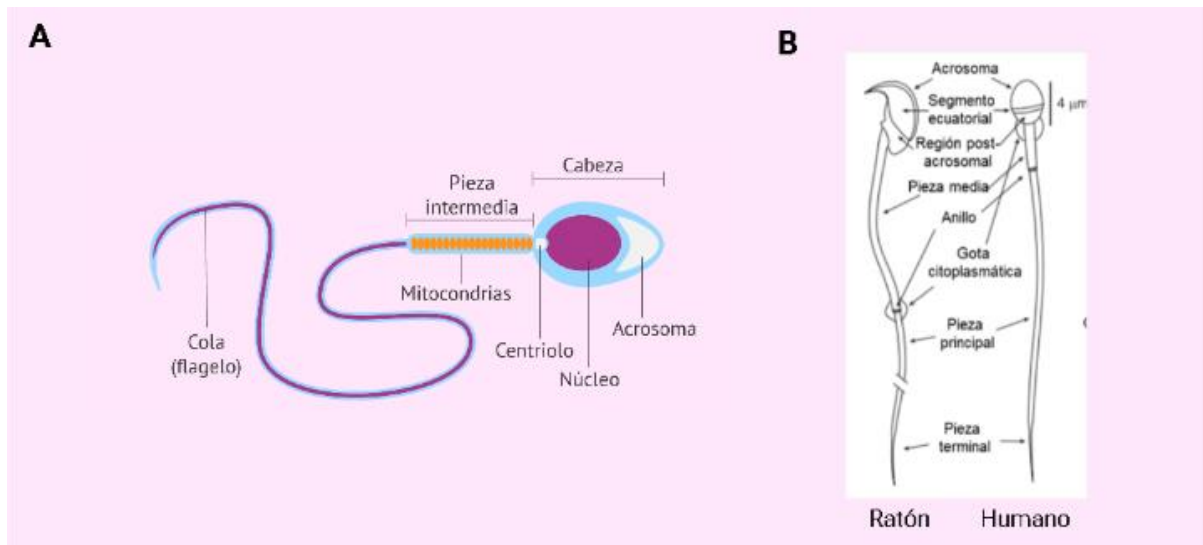 A
Cabeza
Pieza
intermedia
Mitocondrias
Acrosoma
Centriolo
Cola
(flagelo)
Núcleo
B
Acrosoma
Segmento
ecuatorial
4 μm
Región post-
acrosomal
Pieza media
Anillo
Gota
citoplasmática
Pieza
principal
Pieza
terminal
Ratón
Humano